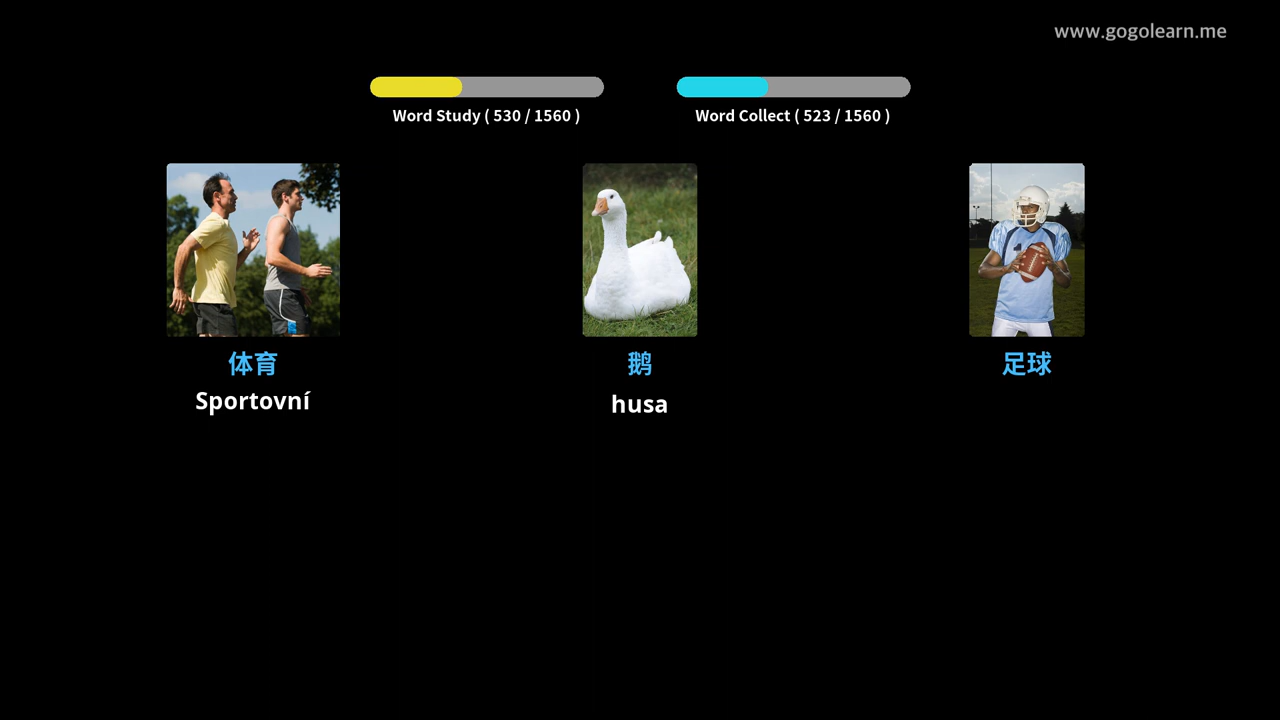 www.gogolearn.me
Word Study ( 530 / 1560 )
Word Collect ( 523 / 1560 )
体育
鹅
足球
Sportovní
husa